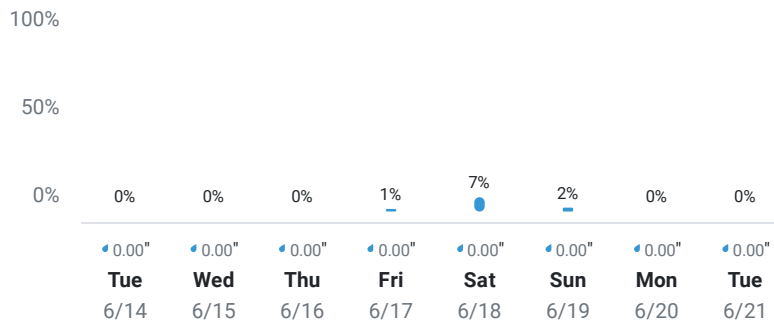 100%
50%
0%
0% 0% 0% 1% 7% 2% 0% 0%
0.00" 0.00" 0.00" 0.00" 0.00" 0.00" 0.00" 0.00"
Tue Wed Thu Fri Sat Sun Mon Tue
6/14 6/15 6/16 6/17 6/18 6/19 6/20 6/21